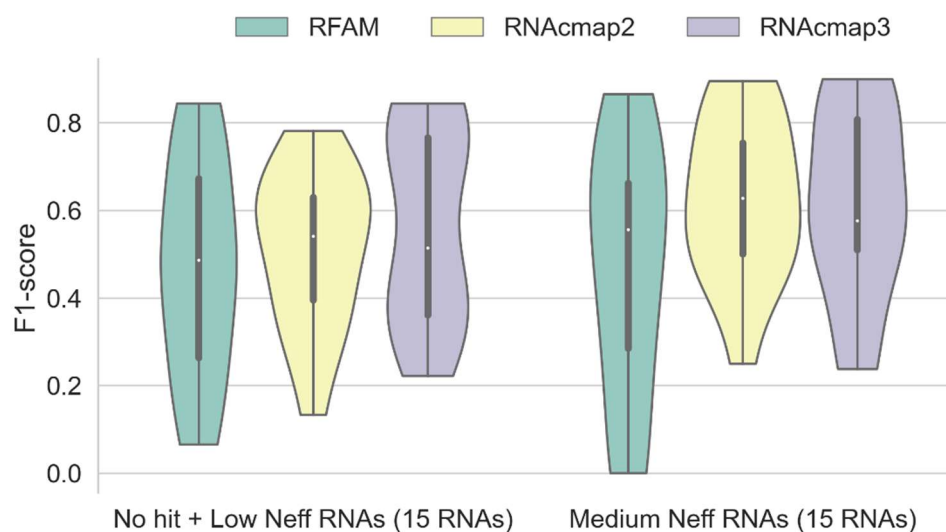 RFAM RNAcmap2 RNAcmap3
F1-score
0.8
0.6
0.4
0.2
0.0
No hit + Low Neff RNAs (15 RNAs) Medium Neff RNAs (15 RNAs)